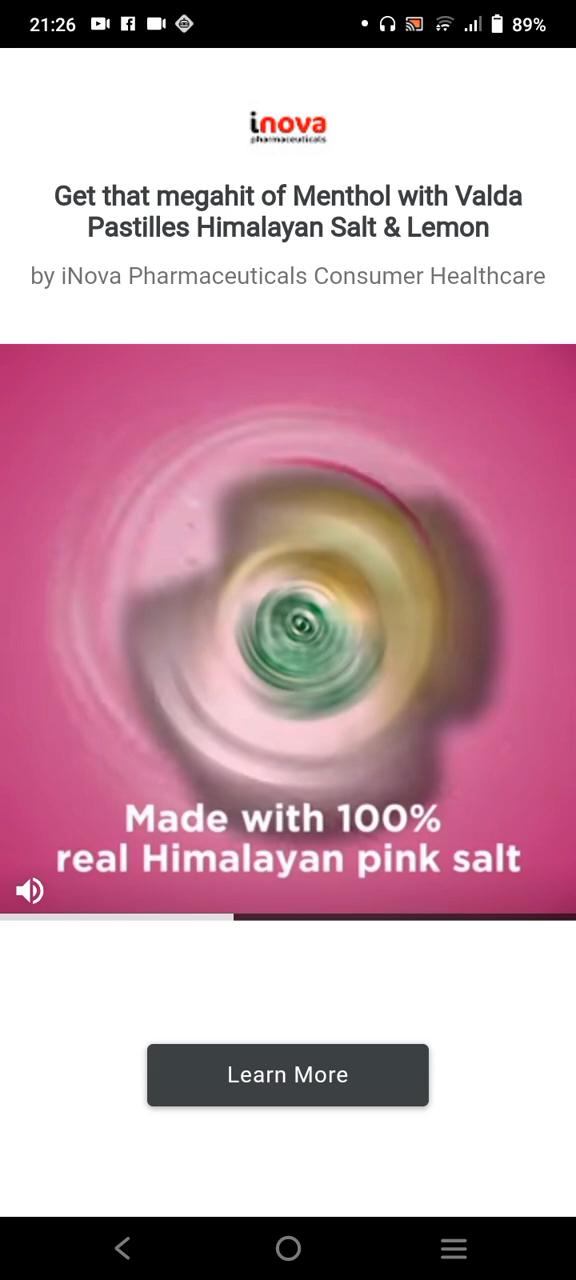 21:26
89%
inova
pharmaceuticals
Get that megahit of Menthol with Valda
Pastilles Himalayan Salt & Lemon
by iNova Pharmaceuticals Consumer Healthcare
Made with 100%
real Himalayan pink salt
Learn More